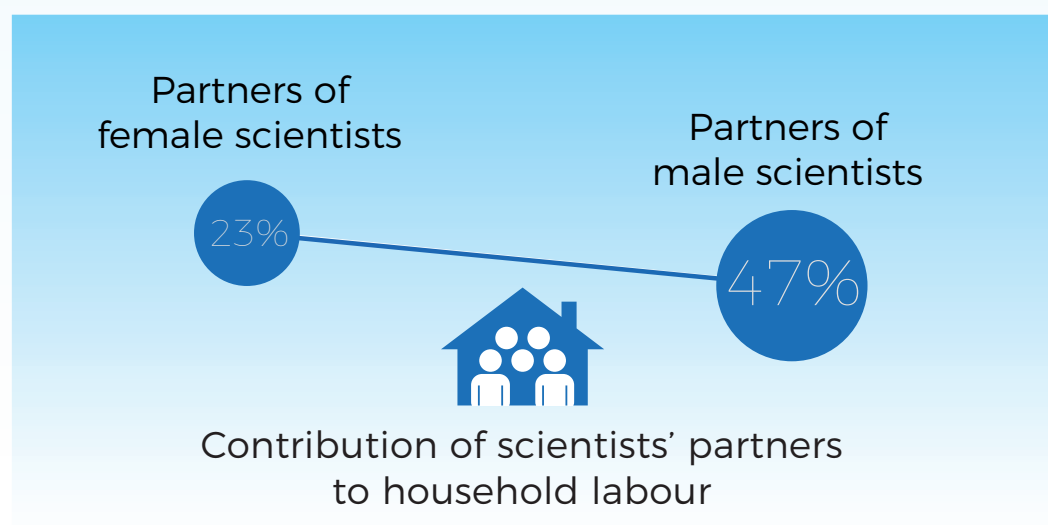 Partners of
female scientists
23%
Partners of
male scientists
47%
Contribution of scientists’ partners
to household labour